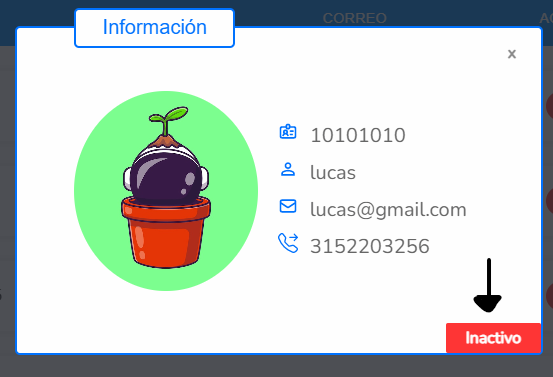 CORREO
Información
x
10101010
lucas
lucas@gmail.com
3152203256
Inactivo